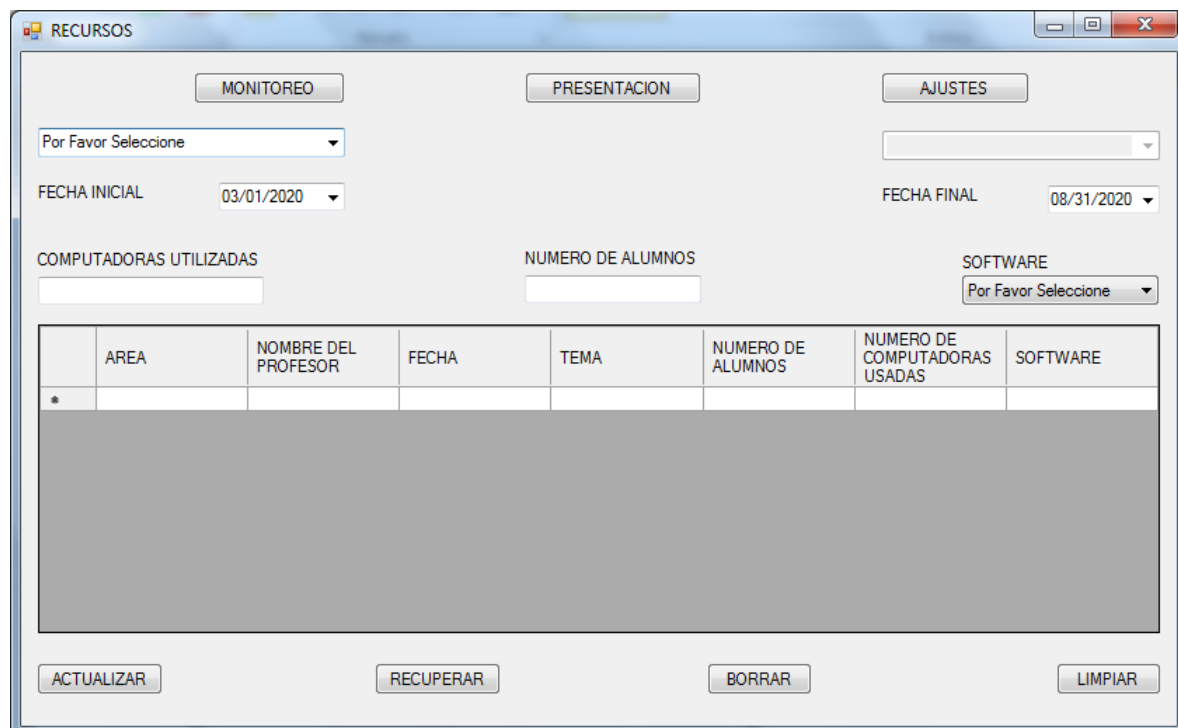 RECURSOS
MONITOREO
PRESENTACION
AJUSTES
Por Favor Seleccione
FECHA INICIAL
03/01/2020
FECHA FINAL
08/31/2020
COMPUTADORAS UTILIZADAS
NUMERO DE ALUMNOS
SOFTWARE
Por Favor Seleccione
AREA
NOMBRE DEL
PROFESOR
FECHA
TEMA
NUMERO DE
ALUMNOS
NUMERO DE
COMPUTADORAS
USADAS
SOFTWARE
*
ACTUALIZAR
RECUPERAR
BORRAR
LIMPIAR